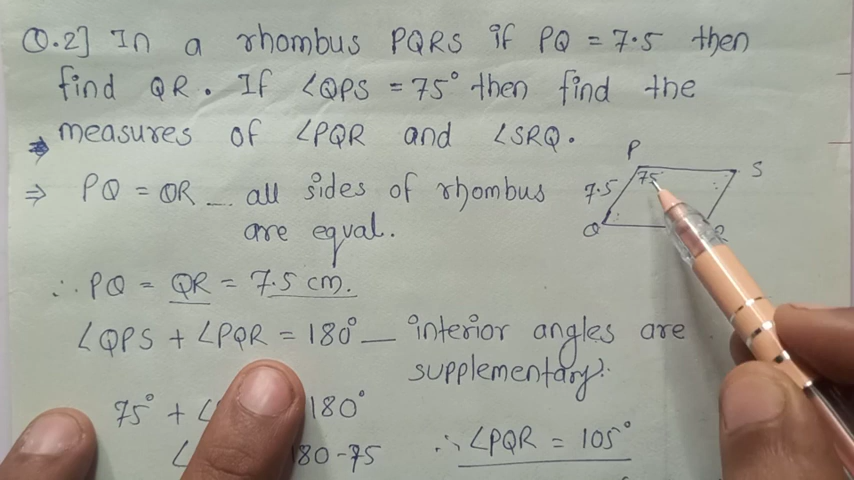 Q.2] In a rhombus PQRS if PQ = 7.5 then
find QR. If ∠QPS = 75° then find the
measures of ∠PQR and ∠SRQ.
P
S
7.5
75
Q
R
⇒ PQ = QR _ all sides of rhombus
are equal.
∴ PQ = QR = 7.5 cm.
∠QPS + ∠PQR = 180° _ interior angles are
supplementary.
75° + ∠ 180°
∠ 180-75
∴ ∠PQR = 105°